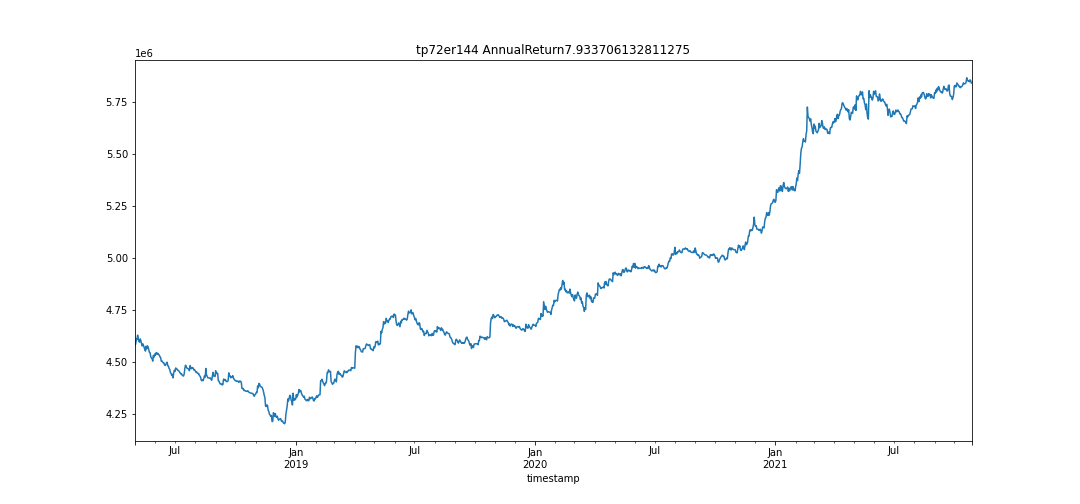 tp72er144 AnnualReturn7.933706132811275
1e6
5.75
5.50
5.25
5.00
4.75
4.50
4.25
Jul Jan Jul Jan Jul Jan Jul
2019 2020 2021
timestamp